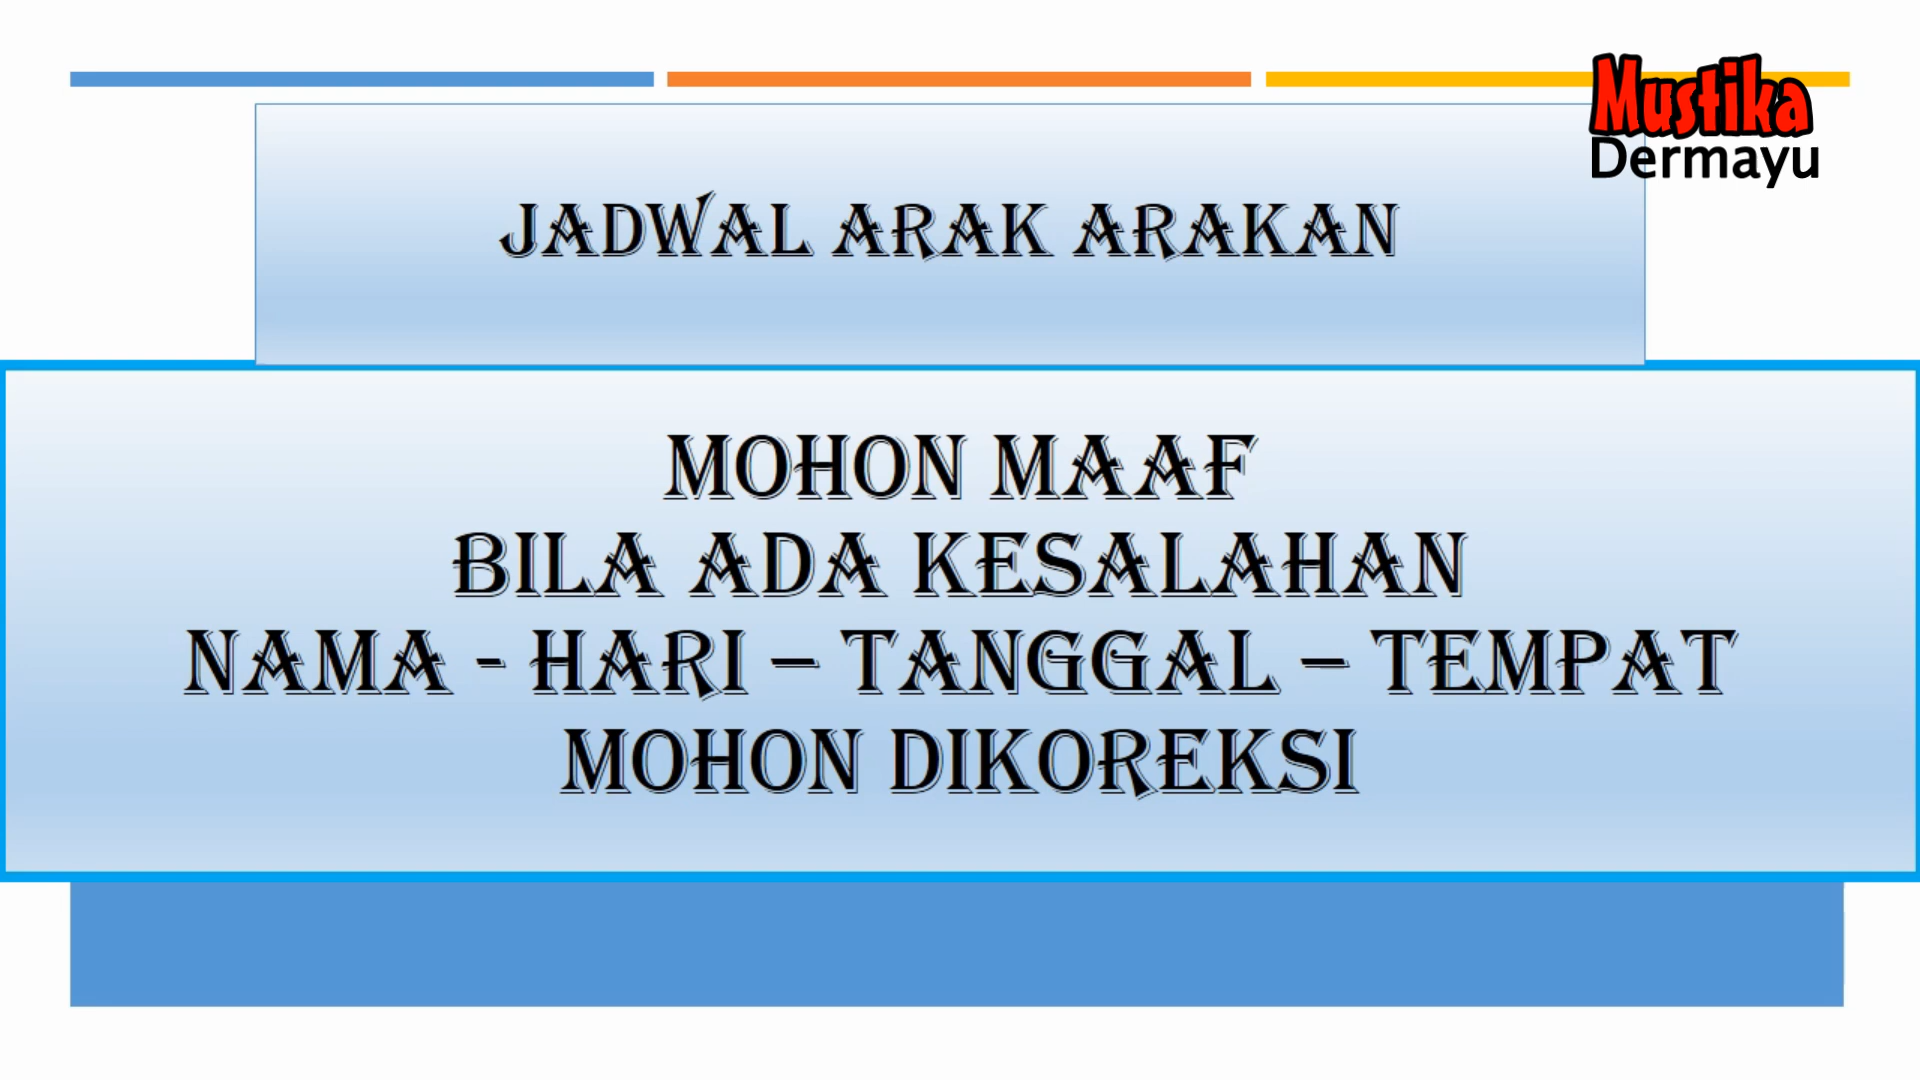 Mustika
Dermayu
JADWAL ARAK ARAKAN
MOHON MAAF
BILA ADA KESALAHAN
NAMA - HARI – TANGGAL – TEMPAT
MOHON DIKOREKSI